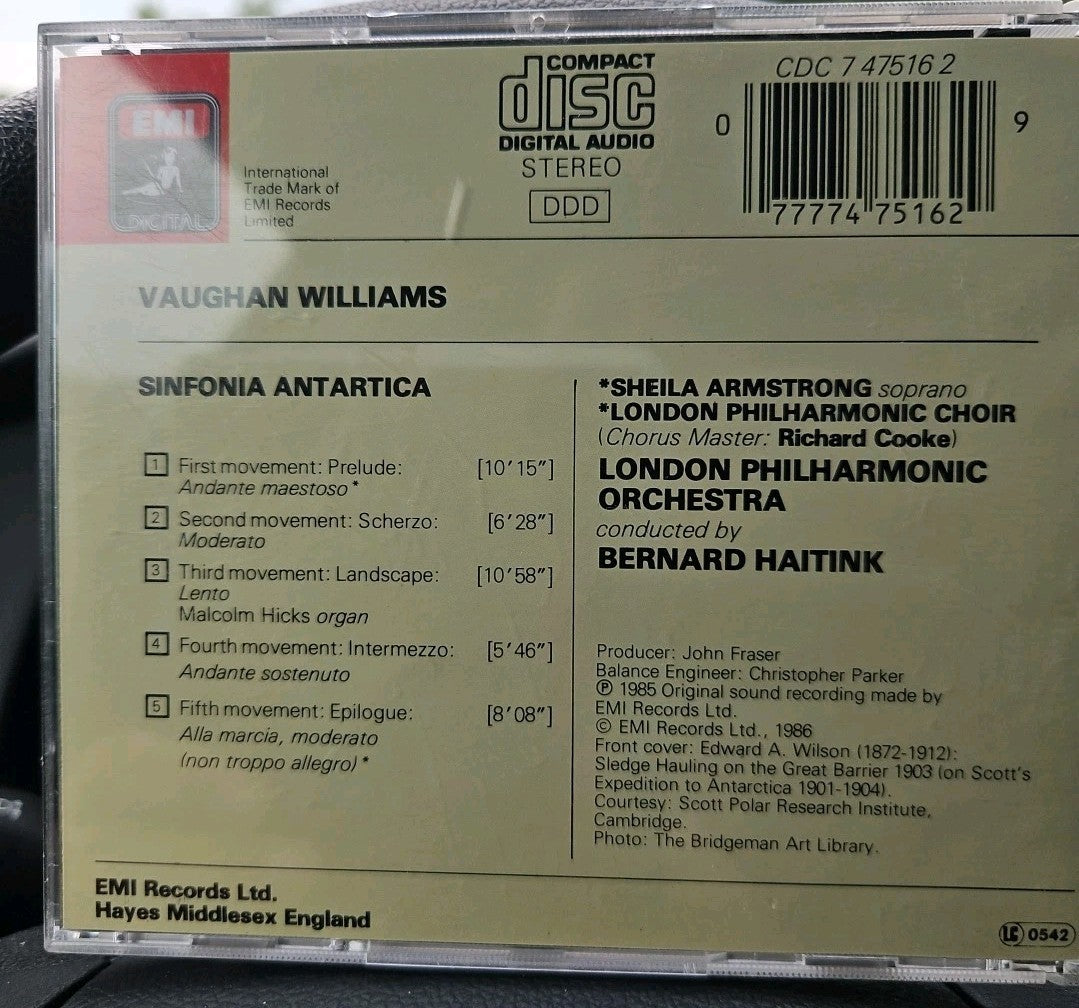 EMI
DIGITAL
International
Trade Mark of
EMI Records
Limited
COMPACT
disc
DIGITAL AUDIO
STEREO
DDD
CDC 7 47516 2
0 77774 75162 9
VAUGHAN WILLIAMS
SINFONIA ANTARTICA
1 First movement: Prelude: [10'15"]
Andante maestoso*
2 Second movement: Scherzo: [6'28"]
Moderato
3 Third movement: Landscape: [10'58"]
Lento
Malcolm Hicks organ
4 Fourth movement: Intermezzo: [5'46"]
Andante sostenuto
5 Fifth movement: Epilogue: [8'08"]
Alla marcia, moderato
(non troppo allegro)*
*SHEILA ARMSTRONG soprano
*LONDON PHILHARMONIC CHOIR
(Chorus Master: Richard Cooke)
LONDON PHILHARMONIC
ORCHESTRA
conducted by
BERNARD HAITINK
Producer: John Fraser
Balance Engineer: Christopher Parker
℗ 1985 Original sound recording made by
EMI Records Ltd.
© EMI Records Ltd., 1986
Front cover: Edward A. Wilson (1872-1912):
Sledge Hauling on the Great Barrier 1903 (on Scott's
Expedition to Antarctica 1901-1904).
Courtesy: Scott Polar Research Institute,
Cambridge.
Photo: The Bridgeman Art Library.
EMI Records Ltd.
Hayes Middlesex England
LC 0542